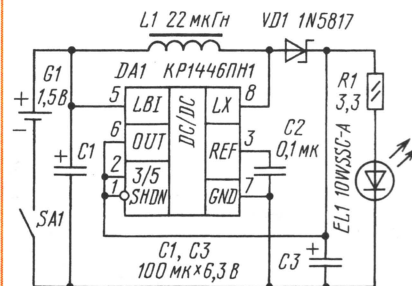 L1 22 мкГн
VD1 1N5817
G1
1,5В
DA1 КР1446ПН1
5
LBI
LX
8
R1
3,3
6
OUT
DC/DC
3
REF
C2
0,1 мк
C1
2
3/5
1
SHDN
GND
7
EL1 10WSSC-A
SA1
C1, C3
100 мк×6,3 В
C3
+
−
+
+